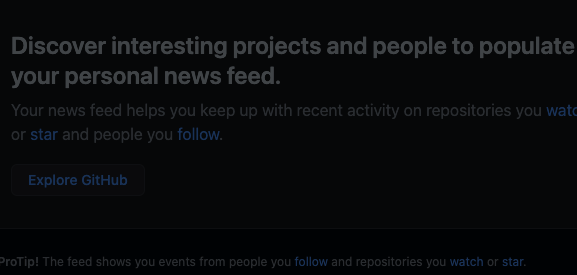 Discover interesting projects and people to populate
your personal news feed.
Your news feed helps you keep up with recent activity on repositories you watc
or star and people you follow.
Explore GitHub
ProTip! The feed shows you events from people you follow and repositories you watch or star.